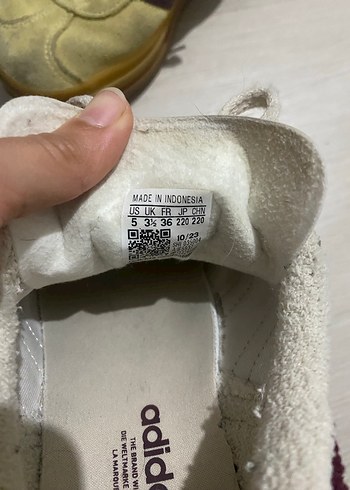 MADE IN INDONESIA
US UK FR JP CHN
5 3½ 36 220 220
10/23
adidas
THE BRAND WI
DIE WELTMARKE
LA MARQUE